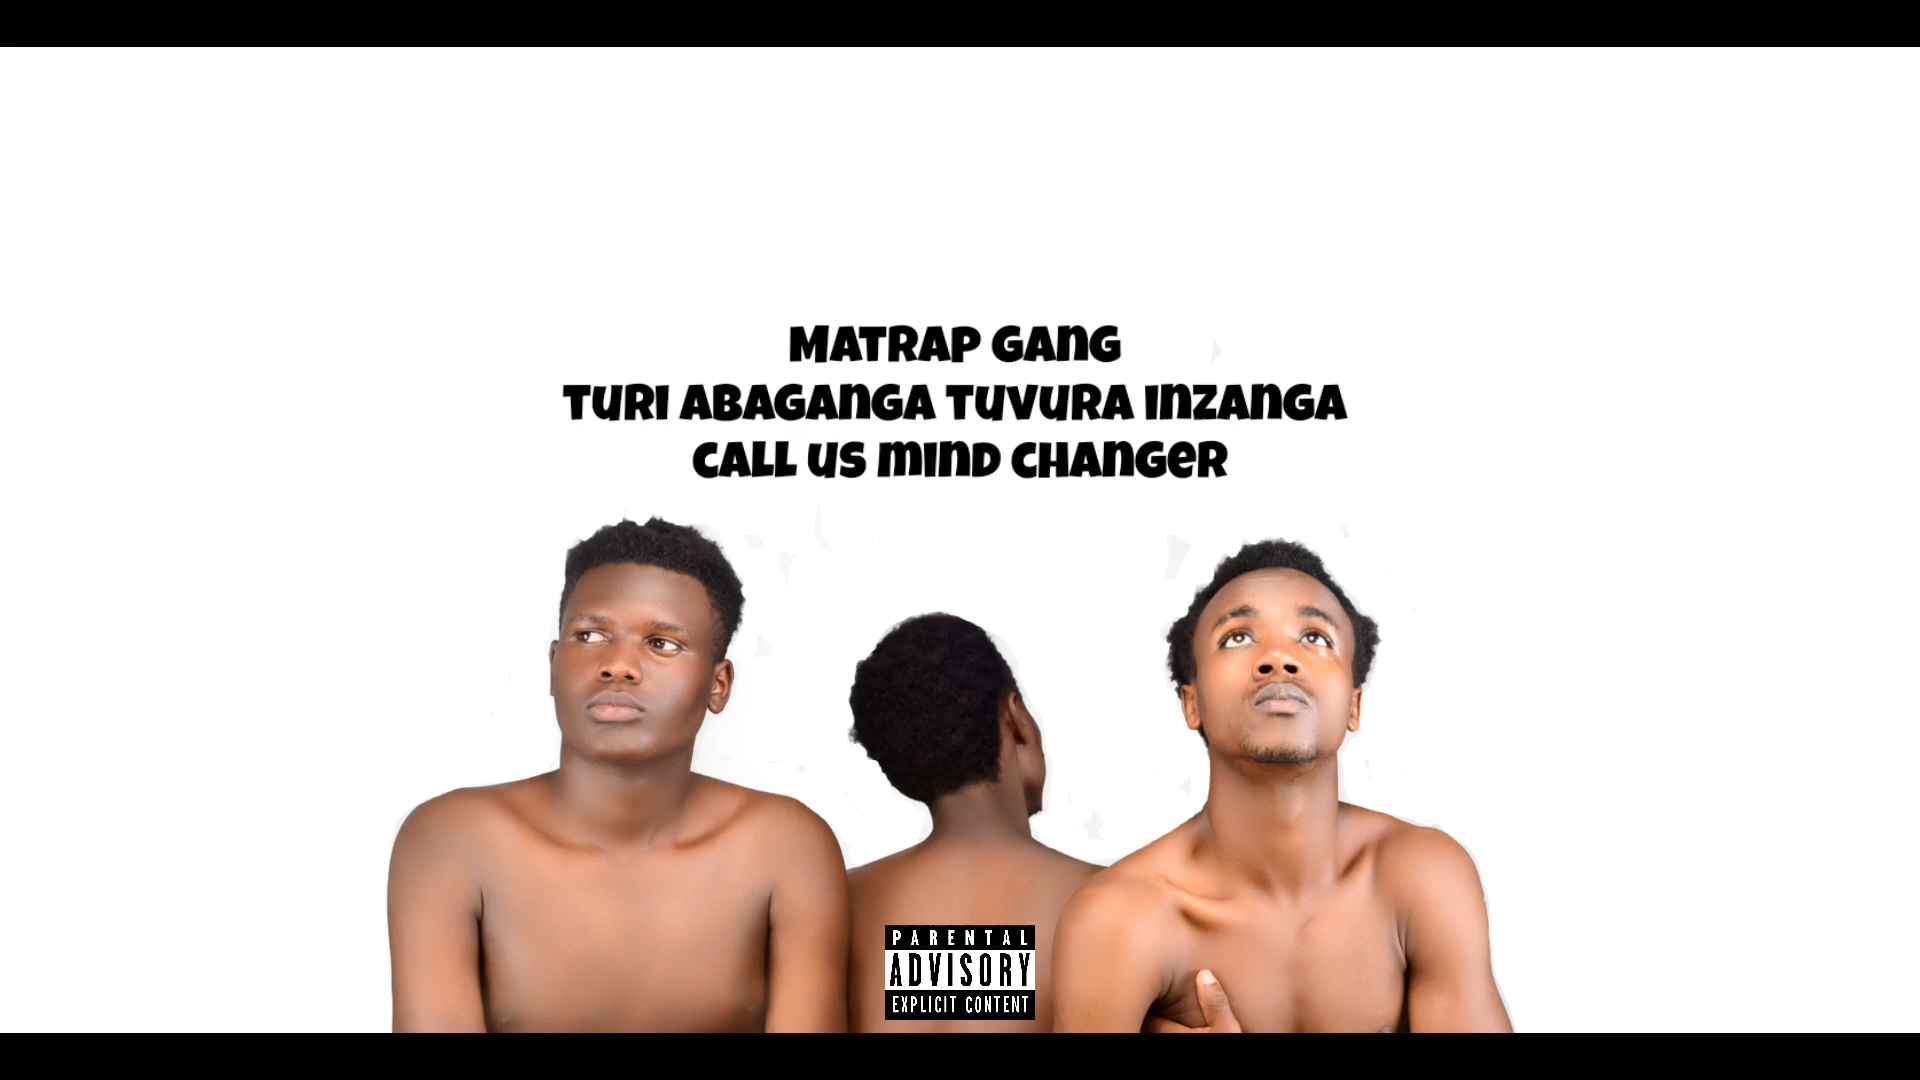 MATRAP GANG
TURI ABAGANGA TUVURA INZANGA
CALL US MIND CHANGER
PARENTAL
ADVISORY
EXPLICIT CONTENT